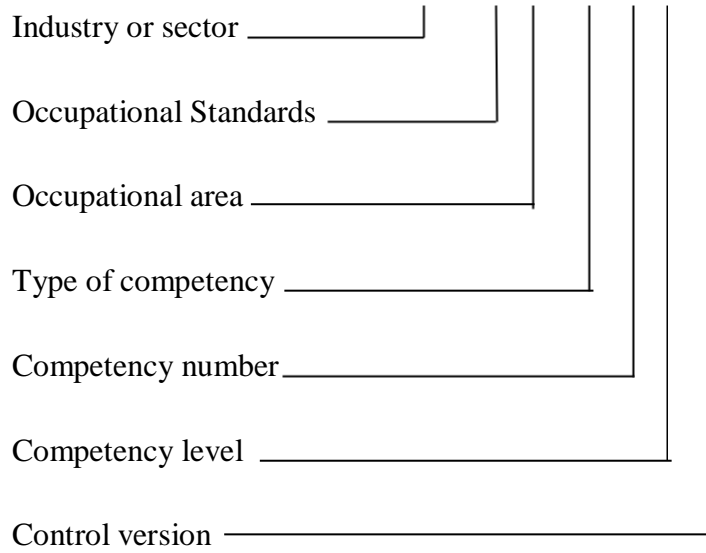 Industry or sector
Occupational Standards
Occupational area
Type of competency
Competency number
Competency level
Control version